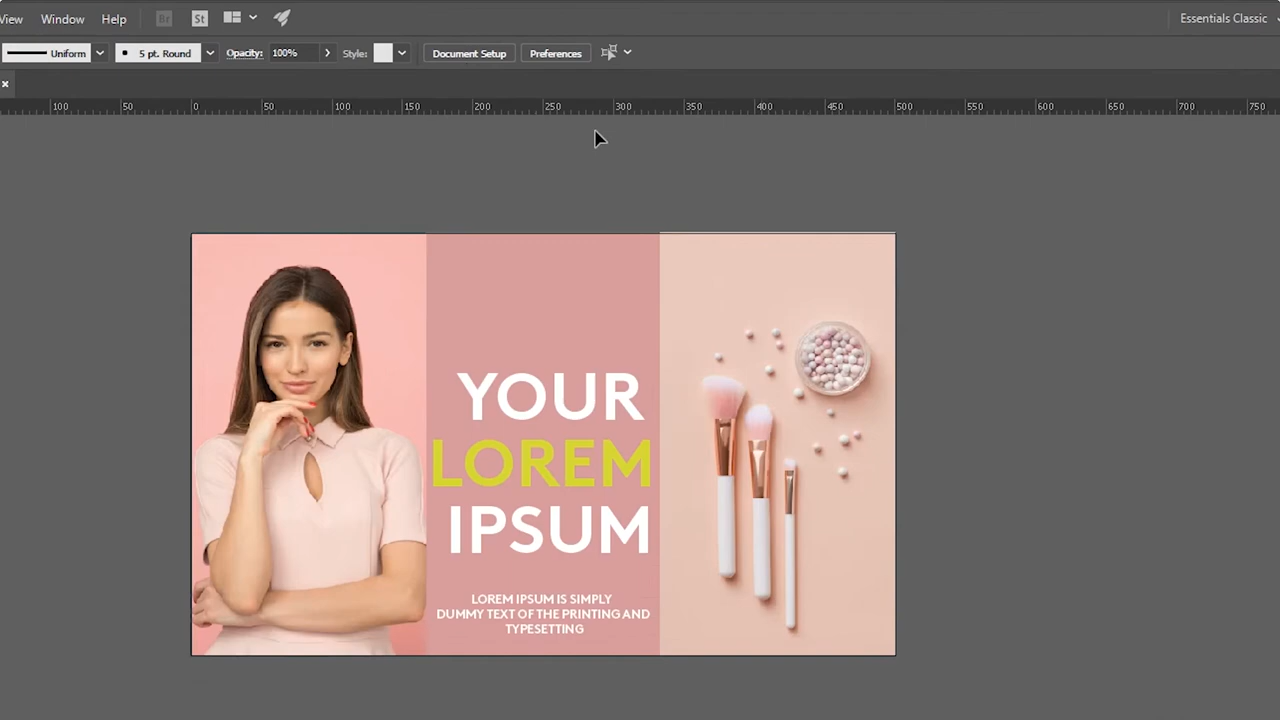 View Window Help Br St Essentials Classic
Uniform 5 pt. Round Opacity: 100% Style: Document Setup Preferences
100 50 0 50 100 150 200 250 300 350 400 450 500 550 600 650 700 750
YOUR
LOREM
IPSUM
LOREM IPSUM IS SIMPLY
DUMMY TEXT OF THE PRINTING AND
TYPESETTING